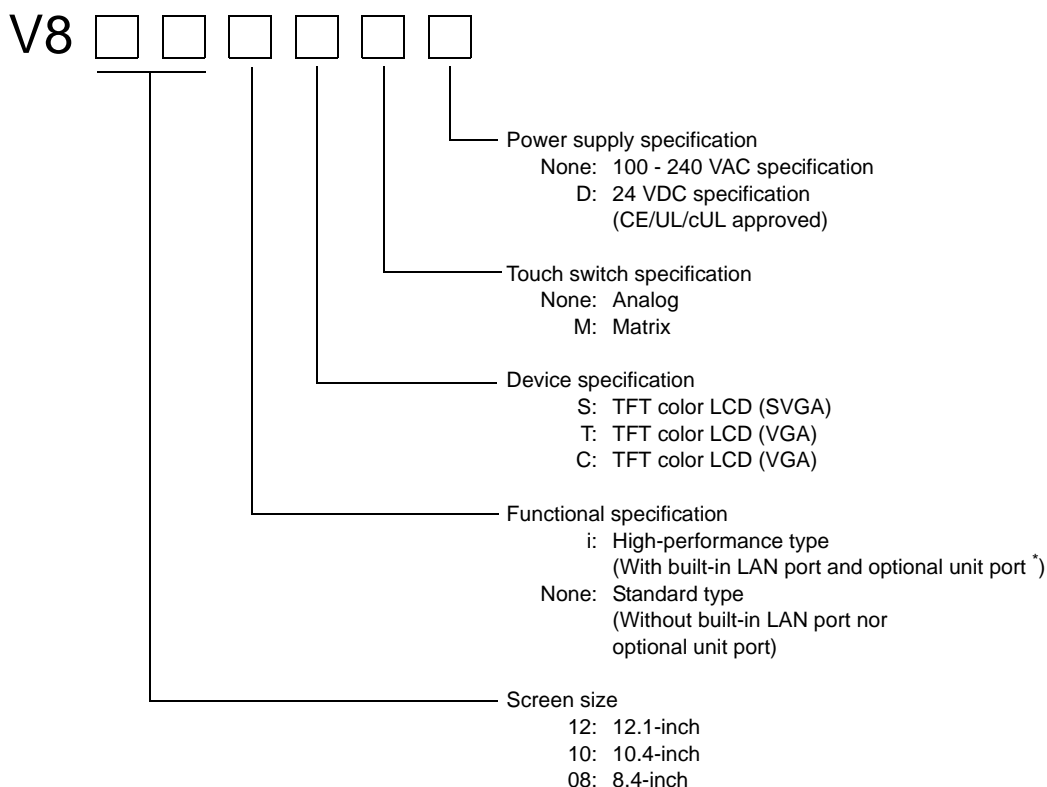 V8
Power supply specification
None: 100 - 240 VAC specification
D: 24 VDC specification
(CE/UL/cUL approved)
Touch switch specification
None: Analog
M: Matrix
Device specification
S: TFT color LCD (SVGA)
T: TFT color LCD (VGA)
C: TFT color LCD (VGA)
Functional specification
i: High-performance type
(With built-in LAN port and optional unit port *)
None: Standard type
(Without built-in LAN port nor
optional unit port)
Screen size
12: 12.1-inch
10: 10.4-inch
08: 8.4-inch